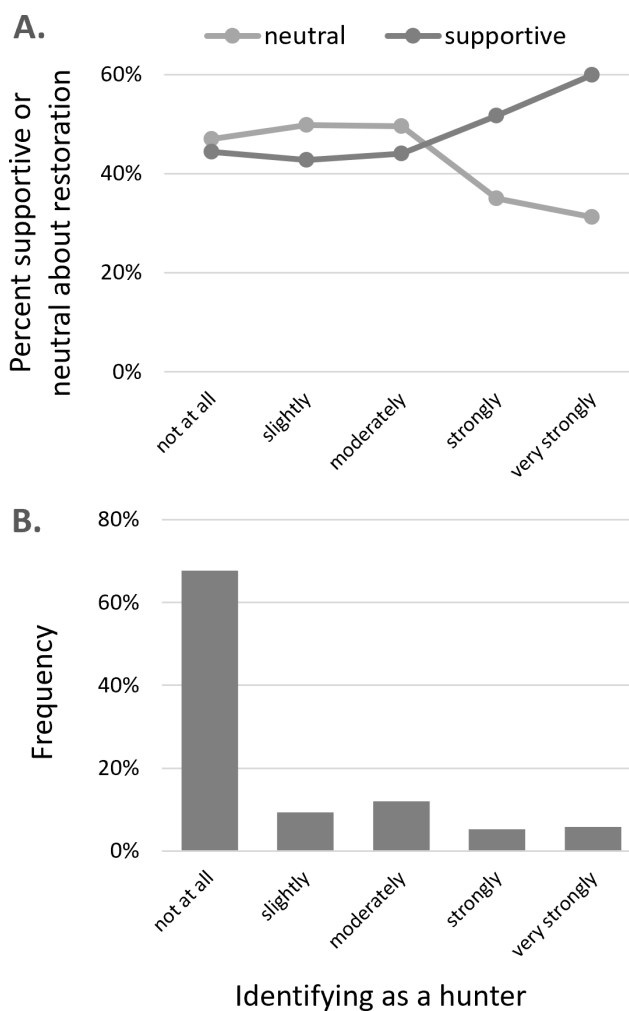 A.
neutral
supportive
Percent supportive or
neutral about restoration
60%
40%
20%
0%
not at all
slightly
moderately
strongly
very strongly
B.
Frequency
80%
60%
40%
20%
0%
not at all
slightly
moderately
strongly
very strongly
Identifying as a hunter